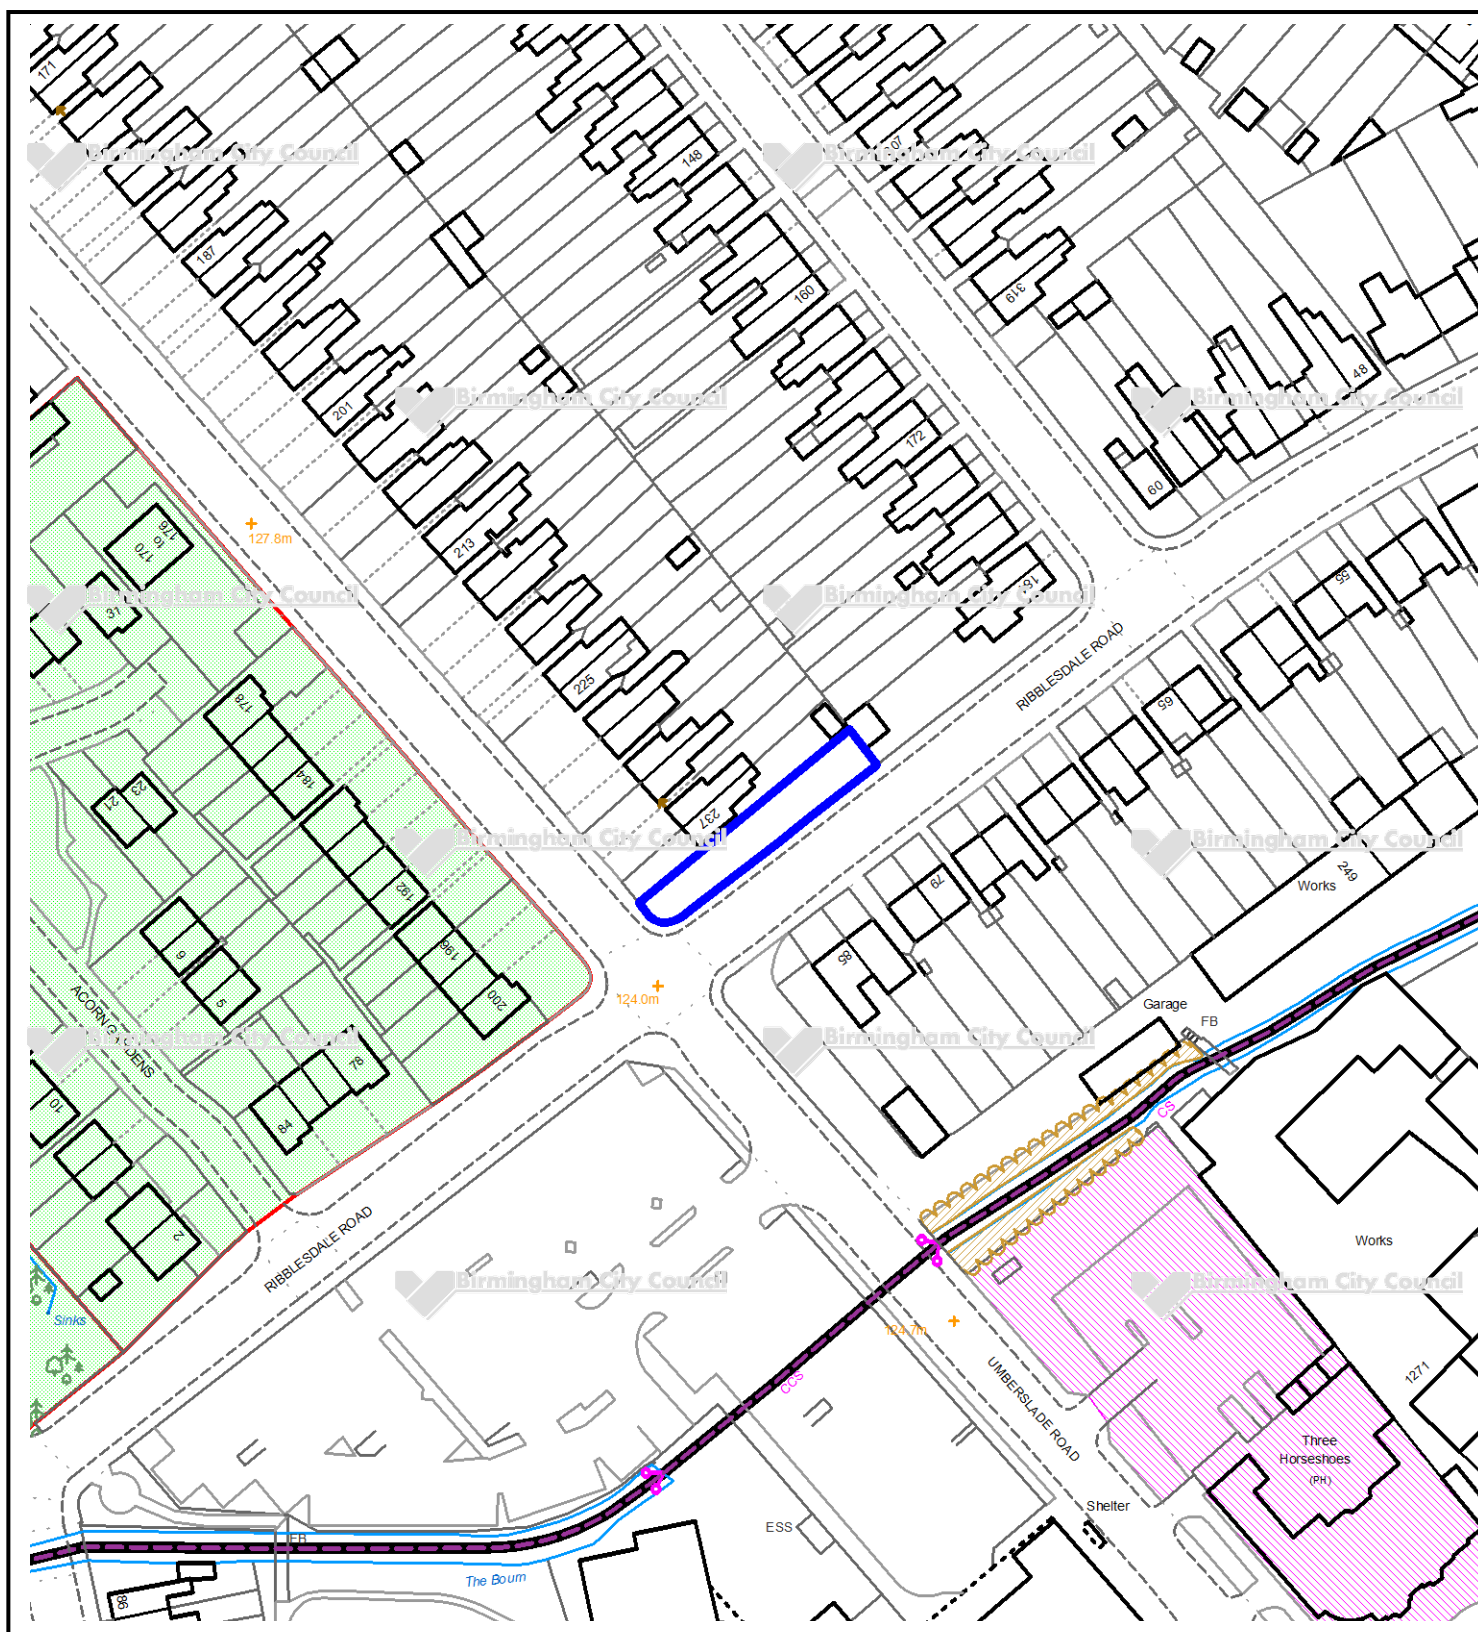 171
Birmingham City Council
Birmingham City Council
148
307
187
160
319
201
Birmingham City Council
Birmingham City Council
48
172
60
127.8m
213
170
to
176
31
Birmingham City Council
Birmingham City Council
181
55
RIBBLESDALE ROAD
225
178
65
184
23
21
237
Birmingham City Council
Birmingham City Council
192
79
249
Works
196
85
6
5
200
124.0m
Garage
FB
ACORN GARDENS
Birmingham City Council
Birmingham City Council
78
84
10
CS
2
RIBBLESDALE ROAD
Works
Birmingham City Council
Birmingham City Council
Sinks
124.7m
CCS
UMBERSLADE ROAD
1271
Three
Horseshoes
(PH)
Shelter
ESS
FB
The Bourn
86